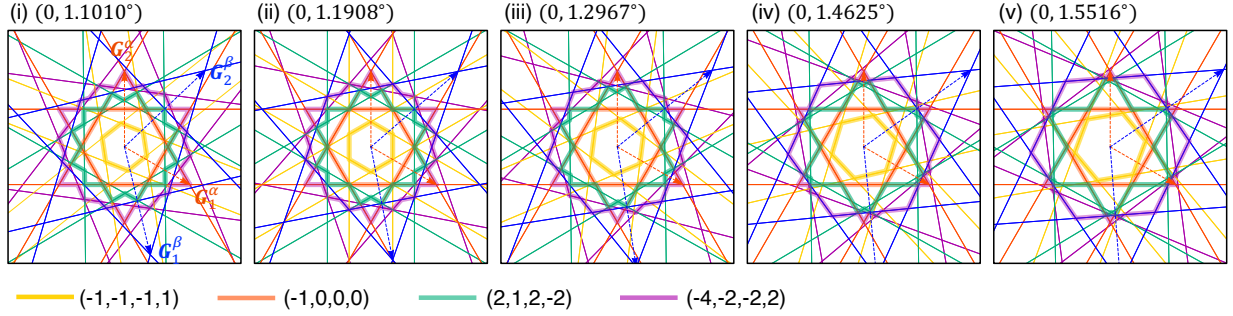 (i) (0, 1.1010°)
(ii) (0, 1.1908°)
(iii) (0, 1.2967°)
(iv) (0, 1.4625°)
(v) (0, 1.5516°)
G₂^α
G₂^β
G₁^α
G₁^β
(-1,-1,-1,1)
(-1,0,0,0)
(2,1,2,-2)
(-4,-2,-2,2)